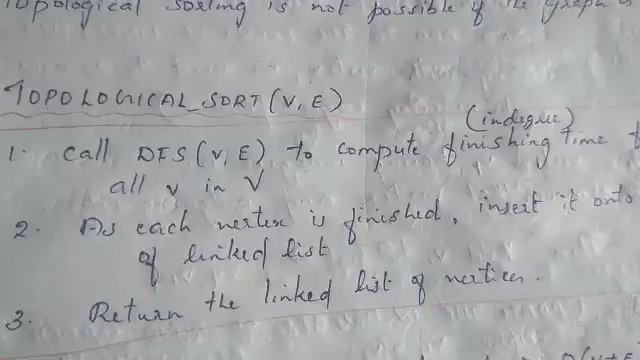 Topological sorting is not possible if the graph is
TOPOLOGICAL_SORT(V, E)
(indegree)
1. Call DFS(V, E) to compute finishing time f
all v in V
2. As each vertex is finished, insert it onto
of linked list
3. Return the linked list of vertices.